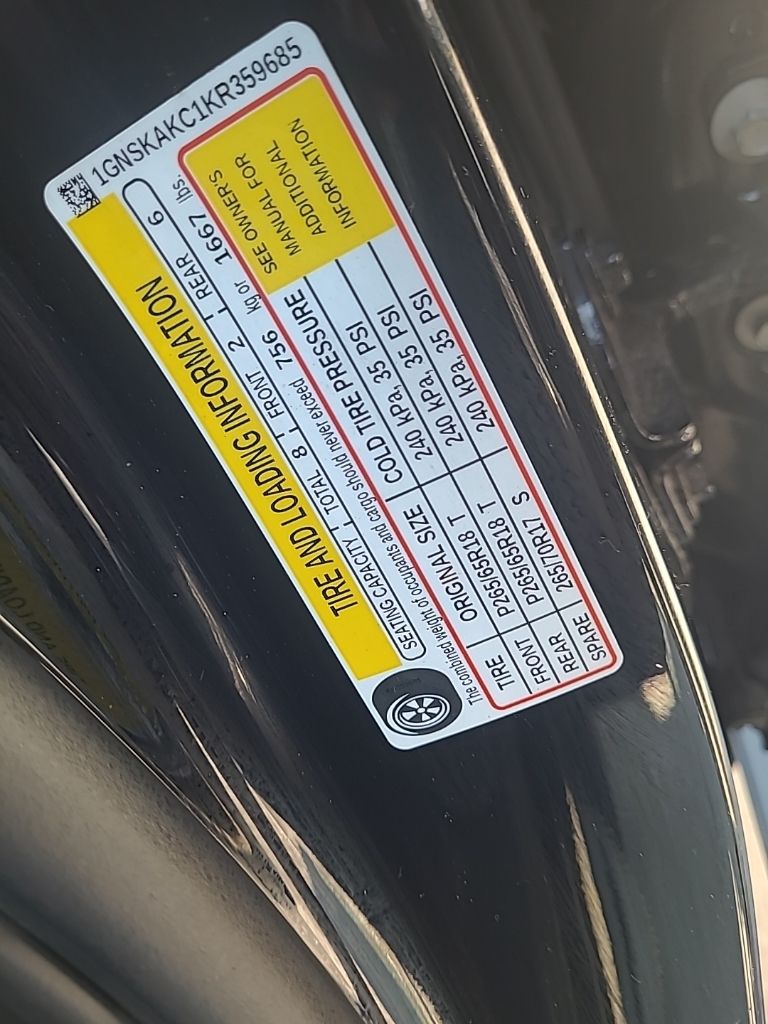 1GNSKAKC1KR359685
TIRE AND LOADING INFORMATION
SEATING CAPACITY | TOTAL 8 | FRONT 2 | REAR 6
The combined weight of occupants and cargo should never exceed 756 kg or 1667 lbs.
TIRE ORIGINAL SIZE COLD TIRE PRESSURE
FRONT P265/65R18 T 240 KPA, 35 PSI
REAR P265/65R18 T 240 KPA, 35 PSI
SPARE 265/70R17 S 240 KPA, 35 PSI
SEE OWNER'S
MANUAL FOR
ADDITIONAL
INFORMATION